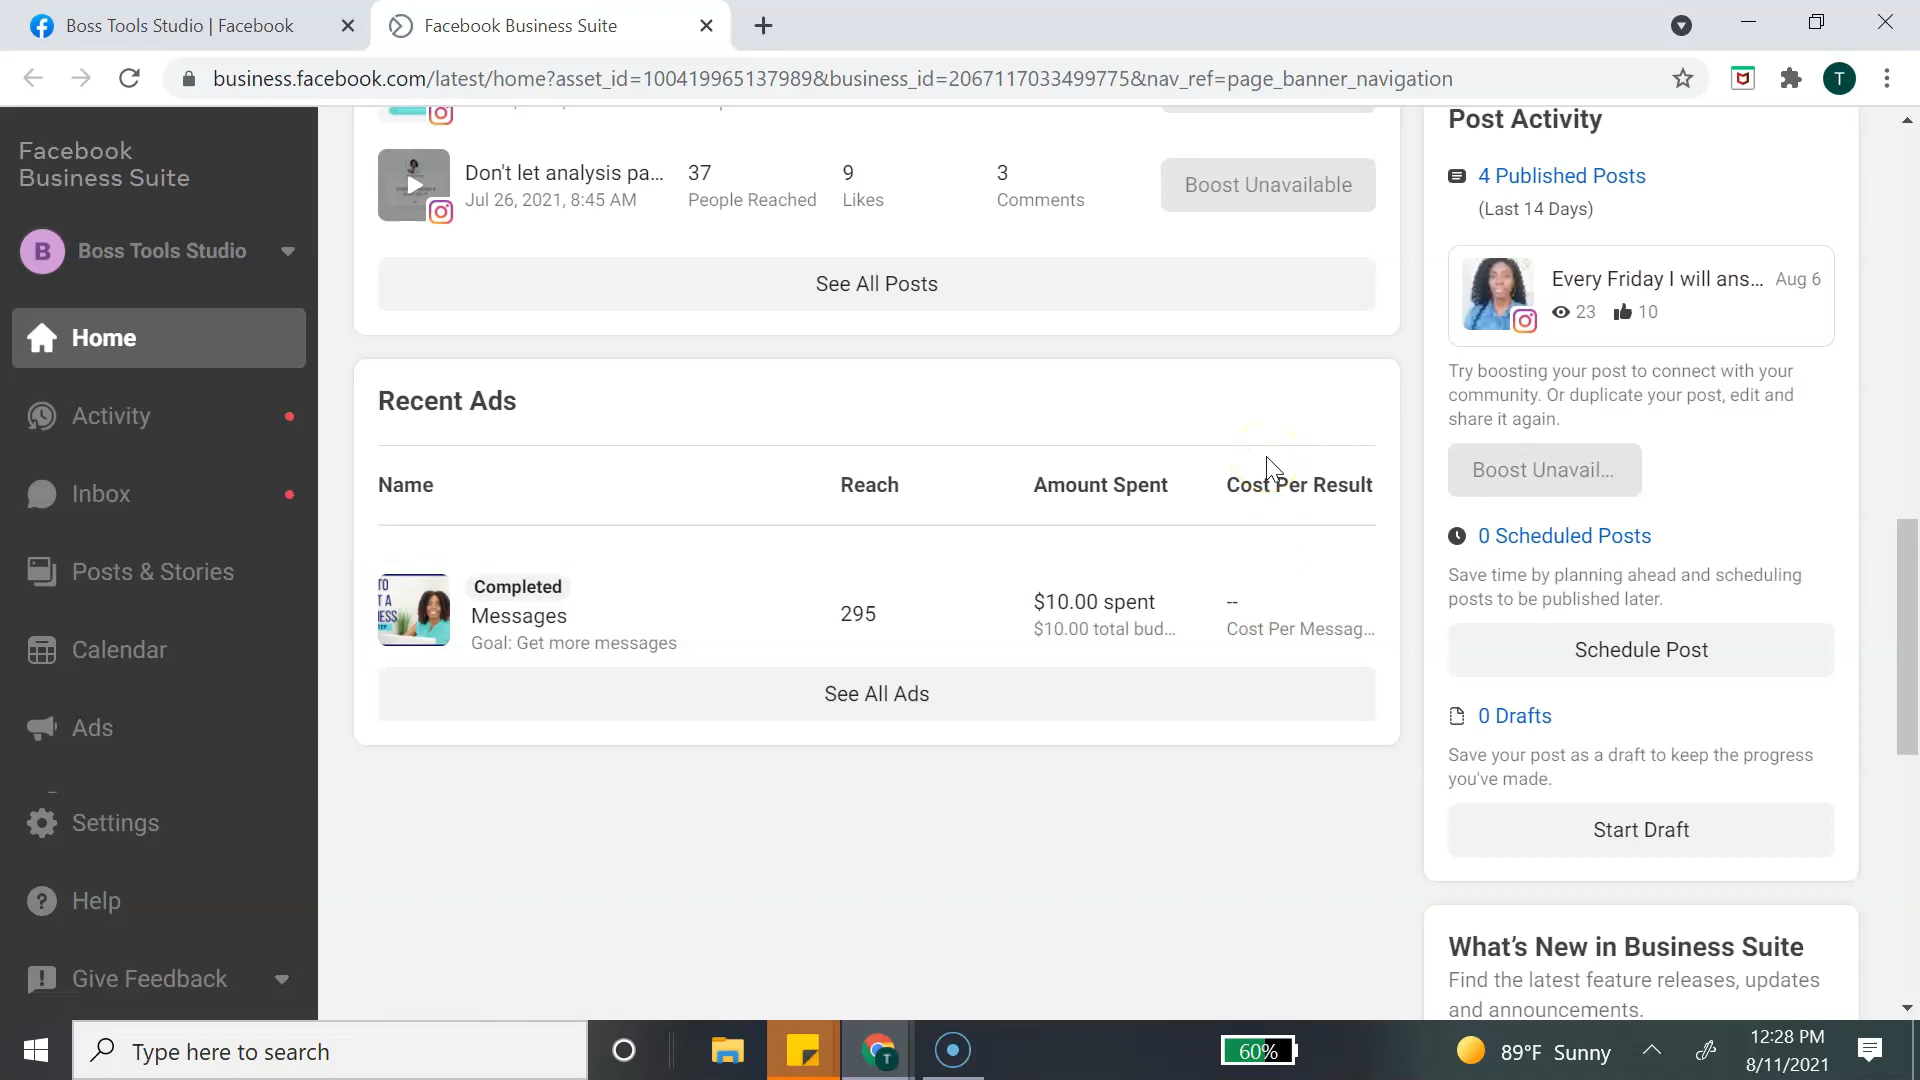 Boss Tools Studio | Facebook
Facebook Business Suite
business.facebook.com/latest/home?asset_id=100419965137989&business_id=2067117033499775&nav_ref=page_banner_navigation
T
Facebook
Business Suite
B
Boss Tools Studio
Home
Activity
Inbox
Posts & Stories
Calendar
Ads
Settings
Help
Give Feedback
Don't let analysis pa...
Jul 26, 2021, 8:45 AM
37
People Reached
9
Likes
3
Comments
Boost Unavailable
See All Posts
Recent Ads
Name
Reach
Amount Spent
Cost Per Result
Completed
Messages
Goal: Get more messages
295
$10.00 spent
$10.00 total bud...
--
Cost Per Messag...
See All Ads
Post Activity
4 Published Posts
(Last 14 Days)
Every Friday I will ans...
Aug 6
23
10
Try boosting your post to connect with your
community. Or duplicate your post, edit and
share it again.
Boost Unavail...
0 Scheduled Posts
Save time by planning ahead and scheduling
posts to be published later.
Schedule Post
0 Drafts
Save your post as a draft to keep the progress
you've made.
Start Draft
What's New in Business Suite
Find the latest feature releases, updates
and announcements.
Type here to search
T
60%
89°F Sunny
12:28 PM
8/11/2021